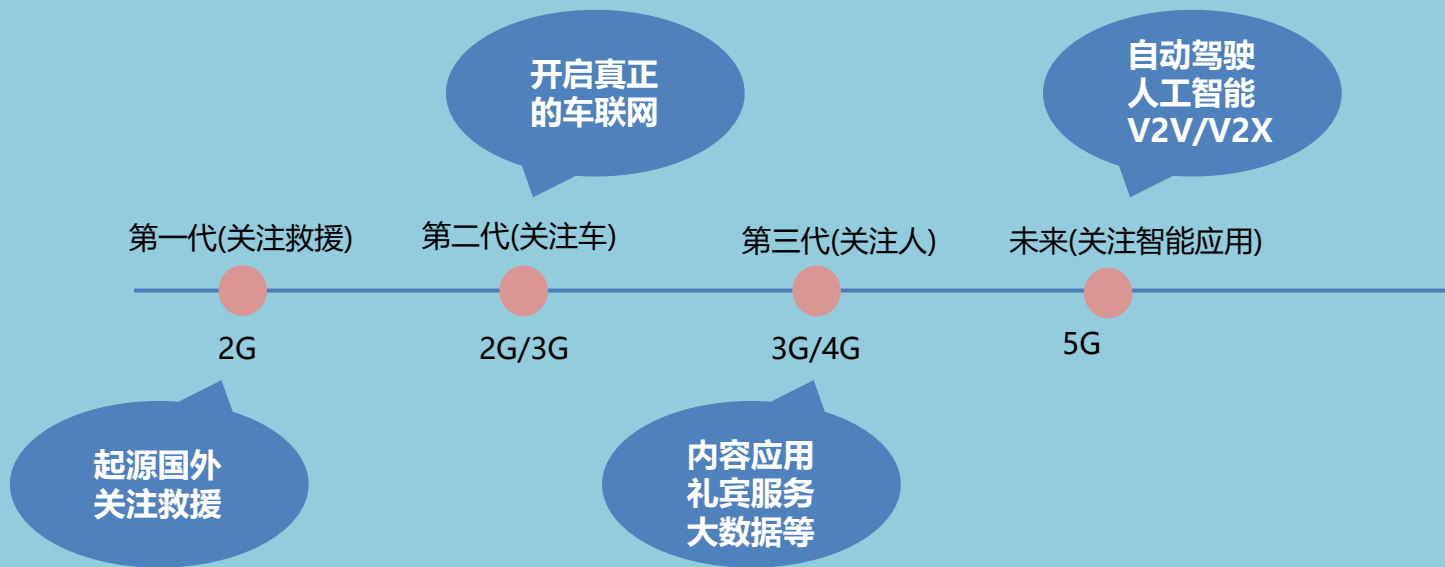 开启真正
的车联网
自动驾驶
人工智能
V2V/V2X
第一代(关注救援)
第二代(关注车)
第三代(关注人)
未来(关注智能应用)
2G
2G/3G
3G/4G
5G
起源国外
关注救援
内容应用
礼宾服务
大数据等